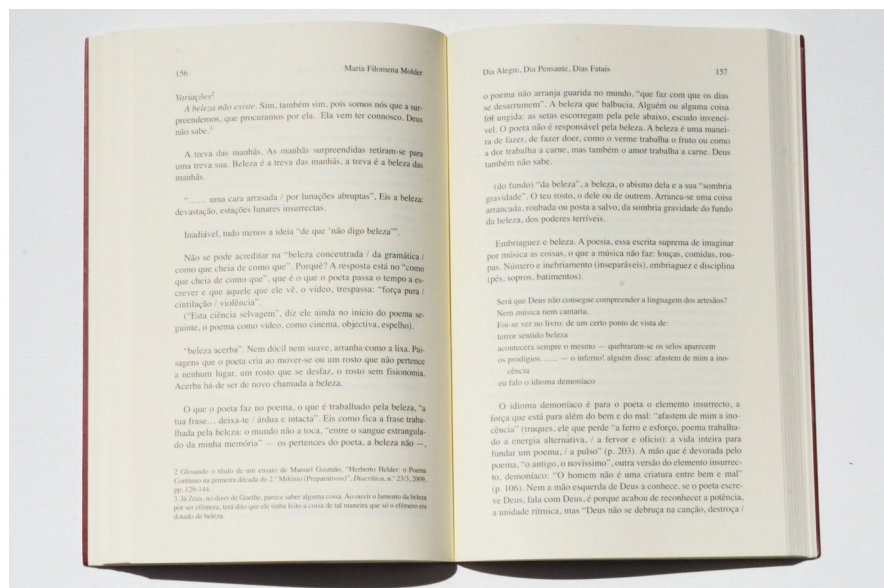 156
Maria Filomena Molder
Variações²
A beleza não existe. Sim, também sim, pois somos nós que a sur-
preendemos, que procuramos por ela. Ela vem ter connosco. Deus
não sabe.³
A treva das manhãs. As manhãs surpreendidas retiram-se para
uma treva sua. Beleza é a treva das manhãs, a treva é a beleza das
manhãs.
“…… uma cara arrasada / por lunações abruptas”, Eis a beleza:
devastação, estações lunares insurrectas.
Inadiável, tudo menos a ideia “de que ‘não digo beleza’”.
Não se pode acreditar na “beleza concentrada / da gramática /
como que cheia de como que”. Porquê? A resposta está no “como
que cheia de como que”, que é o que o poeta passa o tempo a es-
crever e que aquele que ele vê, o vídeo, trespassa: “força pura /
cintilação / violência”.
(“Esta ciência selvagem”, diz ele ainda no início do poema se-
guinte, o poema como vídeo, como cinema, objectiva, espelho).
“beleza acerba”. Nem dócil nem suave, arranha como a lixa. Pai-
sagens que o poeta cria ao mover-se ou um rosto que não pertence
a nenhum lugar, um rosto que se desfaz, o rosto sem fisionomia.
Acerba há-de ser de novo chamada a beleza.
O que o poeta faz no poema, o que é trabalhado pela beleza, “a
tua frase… deixa-te / árdua e intacta”. Eis como fica a frase traba-
lhada pela beleza: o mundo não a toca, “entre o sangue estrangula-
do da minha memória” — os pertences do poeta, a beleza não —,
2 Glosando o título de um ensaio de Manuel Gusmão, “Herberto Helder: o Poema
Contínuo na primeira década do 2.º Milénio (Preparativos)”, Diacrítica, n.º 23/3, 2009,
pp. 129-144.
3 Já Zeus, no dizer de Goethe, parece saber alguma coisa. Ao ouvir o lamento da beleza
por ser efémera, terá dito que ele tinha feito a coisa de tal maneira que só o efémero era
dotado de beleza.
Dia Alegre, Dia Pensante, Dias Fatais
157
o poema não arranja guarida no mundo, “que faz com que os dias
se desarrumem”. A beleza que balbucia. Alguém ou alguma coisa
foi ungida: as setas escorregam pela pele abaixo, escudo invencí-
vel. O poeta não é responsável pela beleza. A beleza é uma manei-
ra de fazer, de fazer doer, como o verme trabalha o fruto ou como
a dor trabalha a carne, mas também o amor trabalha a carne. Deus
também não sabe.
(do fundo) “da beleza”, a beleza, o abismo dela e a sua “sombria
gravidade”. O teu rosto, o dele ou de outrem. Arranca-se uma coisa
arrancada, roubada ou posta a salvo, da sombria gravidade do fundo
da beleza, dos poderes terríveis.
Embriaguez e beleza. A poesia, essa escrita suprema de imaginar
por música as coisas, o que a música não faz: louças, comidas, rou-
pas. Número e inebriamento (inseparáveis), embriaguez e disciplina
(pés, sopros, batimentos).
Será que Deus não consegue compreender a linguagem dos artesãos?
Nem música nem cantaria.
Foi-se ver no livro: de um certo ponto de vista de:
terror sentido beleza
acontecera sempre o mesmo — quebraram-se os selos aparecem
os prodígios…… — o inferno! alguém disse: afastem de mim a ino-
cência
eu falo o idioma demoníaco
O idioma demoníaco é para o poeta o elemento insurrecto, a
força que está para além do bem e do mal: “afastem de mim a ino-
cência” (truques, ele que perde “a ferro e esforço, poema trabalha-
do a energia alternativa, / a fervor e ofício): a vida inteira para
fundar um poema, / a pulso” (p. 203). A mão que é devorada pelo
poema, “o antigo, o novíssimo”, outra versão do elemento insurrec-
to, demoníaco: “O homem não é uma criatura entre bem e mal”
(p. 106). Nem a mão esquerda de Deus a conhece, se o poeta escre-
ve Deus, fala com Deus, é porque acabou de reconhecer a potência,
a unidade rítmica, mas “Deus não se debruça na canção, destroça /